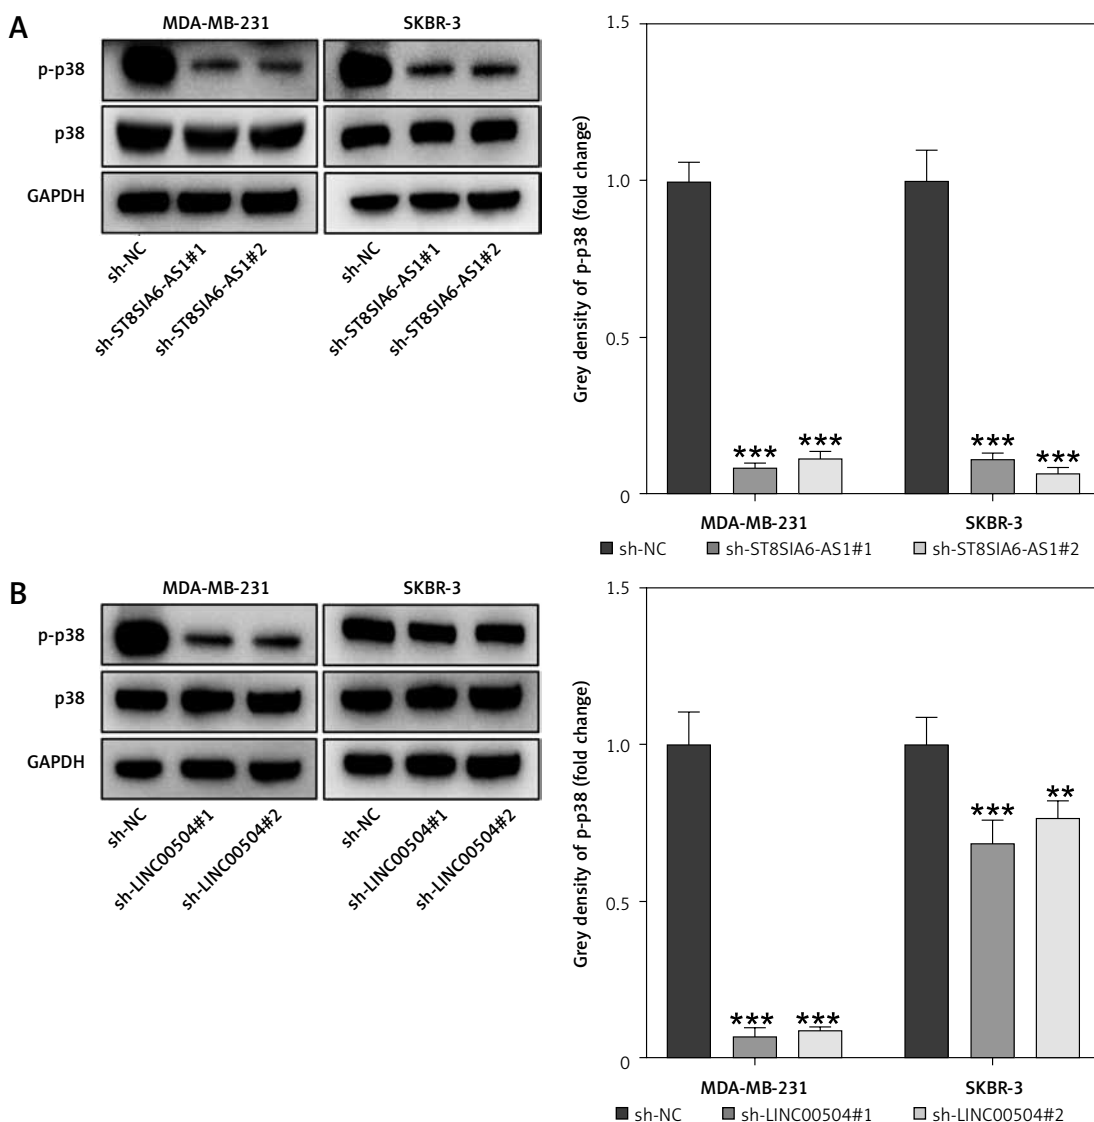 A
MDA-MB-231 SKBR-3
p-p38
p38
GAPDH
sh-NC
sh-ST8SIA6-AS1#1
sh-ST8SIA6-AS1#2
sh-NC
sh-ST8SIA6-AS1#1
sh-ST8SIA6-AS1#2
Grey density of p-p38 (fold change)
1.5
1.0
0.5
0
*** *** *** ***
MDA-MB-231 SKBR-3
sh-NC sh-ST8SIA6-AS1#1 sh-ST8SIA6-AS1#2
B
MDA-MB-231 SKBR-3
p-p38
p38
GAPDH
sh-NC
sh-LINC00504#1
sh-LINC00504#2
sh-NC
sh-LINC00504#1
sh-LINC00504#2
Grey density of p-p38 (fold change)
1.5
1.0
0.5
0
*** *** *** **
MDA-MB-231 SKBR-3
sh-NC sh-LINC00504#1 sh-LINC00504#2